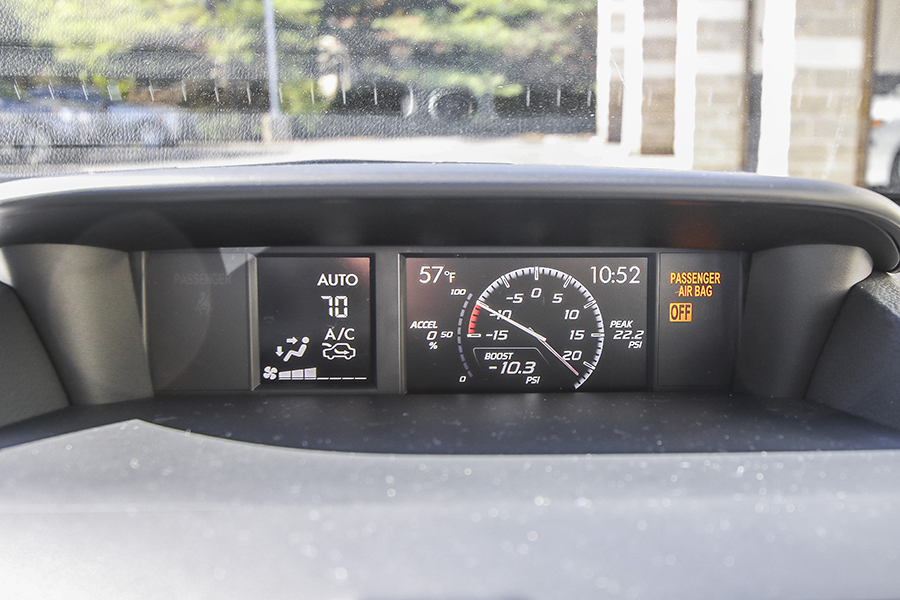 PASSENGER
AUTO
70
A/C
57°F
10:52
100
50
0
ACCEL
0
%
-15
-10
-5
0
5
10
15
20
BOOST
-10.3
PSI
PEAK
22.2
PSI
PASSENGER
AIR BAG
OFF